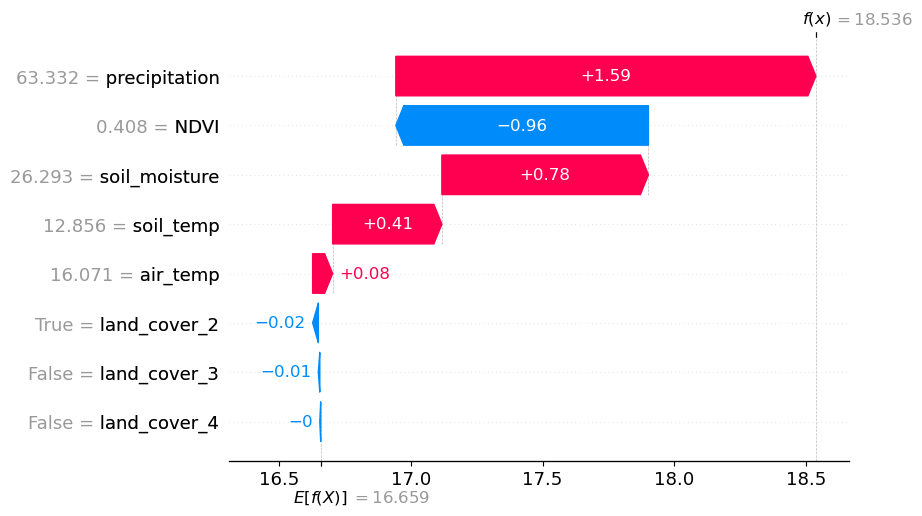 f(x) = 18.536
63.332 = precipitation +1.59
0.408 = NDVI −0.96
26.293 = soil_moisture +0.78
12.856 = soil_temp +0.41
16.071 = air_temp +0.08
True = land_cover_2 −0.02
False = land_cover_3 −0.01
False = land_cover_4 −0
16.5 17.0 17.5 18.0 18.5
E[f(X)] = 16.659